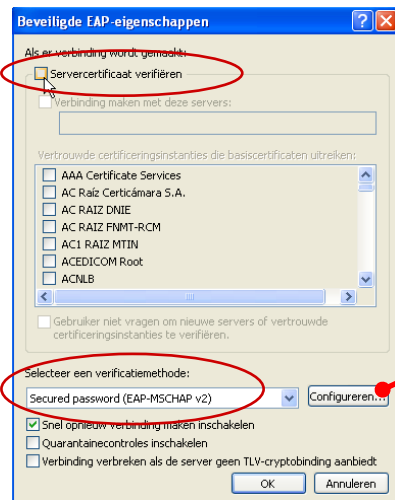 Beveiligde EAP-eigenschappen
Als er verbinding wordt gemaakt:
Servercertificaat verifiëren
Verbinding maken met deze servers:
Vertrouwde certificeringsinstanties die basiscertificaten uitreiken:
AAA Certificate Services
AC Raíz Certicámara S.A.
AC RAIZ DNIE
AC RAIZ FNMT-RCM
AC1 RAIZ MTIN
ACEDICOM Root
ACNLB
Gebruiker niet vragen om nieuwe servers of vertrouwde
certificeringsinstanties te verifiëren.
Selecteer een verificatiemethode:
Secured password (EAP-MSCHAP v2)
Configureren...
Snel opnieuw verbinding maken inschakelen
Quarantainecontroles inschakelen
Verbinding verbreken als de server geen TLV-cryptobinding aanbiedt
OK
Annuleren